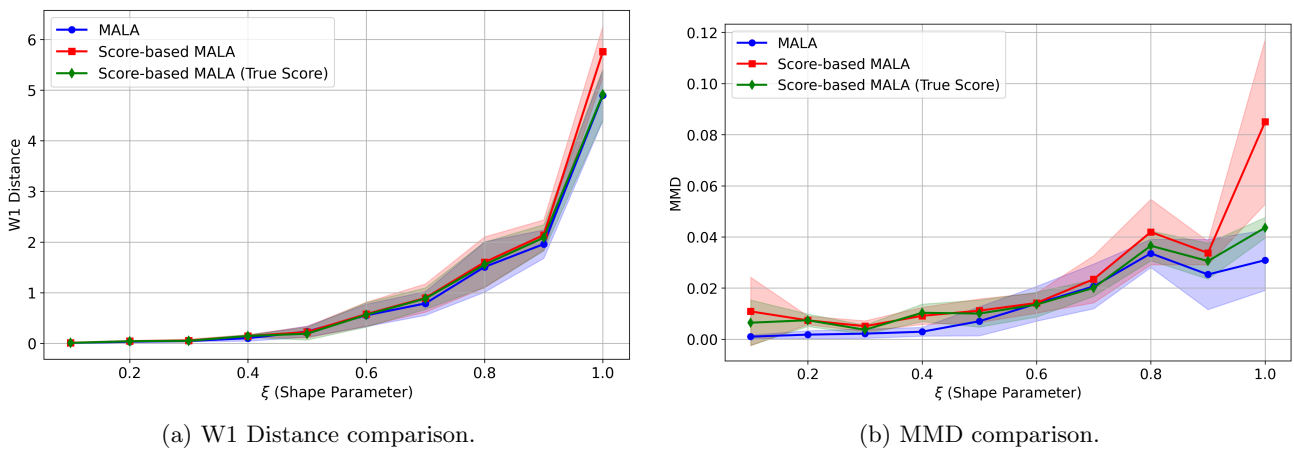 MALA
Score-based MALA
Score-based MALA (True Score)
W1 Distance
6
5
4
3
2
1
0
0.2 0.4 0.6 0.8 1.0
ξ (Shape Parameter)
(a) W1 Distance comparison.
MALA
Score-based MALA
Score-based MALA (True Score)
MMD
0.12
0.10
0.08
0.06
0.04
0.02
0.00
0.2 0.4 0.6 0.8 1.0
ξ (Shape Parameter)
(b) MMD comparison.